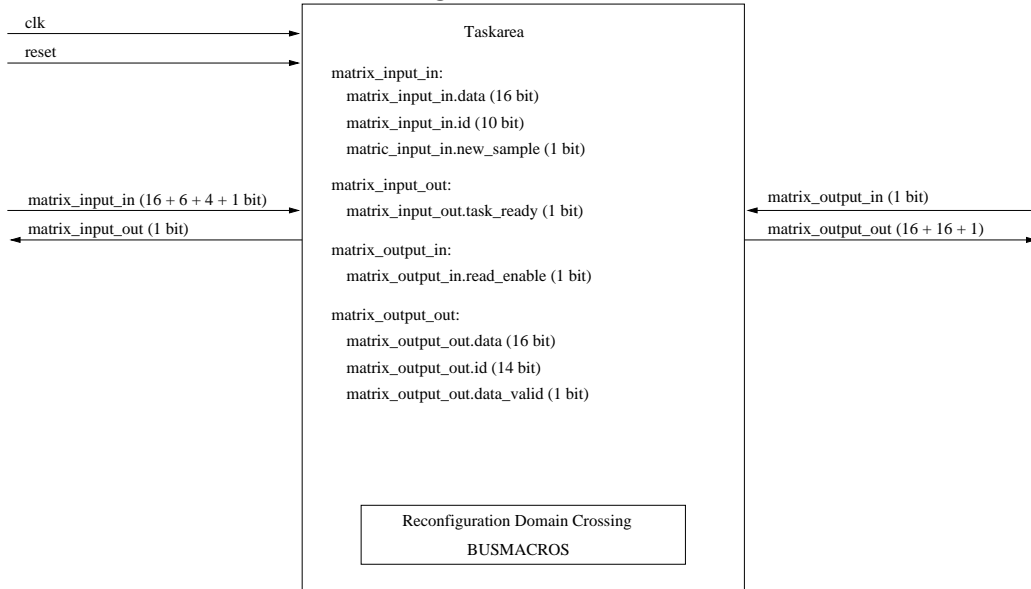 clk
reset
Taskarea
matrix_input_in:
matrix_input_in.data (16 bit)
matrix_input_in.id (10 bit)
matric_input_in.new_sample (1 bit)
matrix_input_out:
matrix_input_out.task_ready (1 bit)
matrix_output_in:
matrix_output_in.read_enable (1 bit)
matrix_output_out:
matrix_output_out.data (16 bit)
matrix_output_out.id (14 bit)
matrix_output_out.data_valid (1 bit)
matrix_input_in (16 + 6 + 4 + 1 bit)
matrix_input_out (1 bit)
matrix_output_in (1 bit)
matrix_output_out (16 + 16 + 1)
Reconfiguration Domain Crossing
BUSMACROS